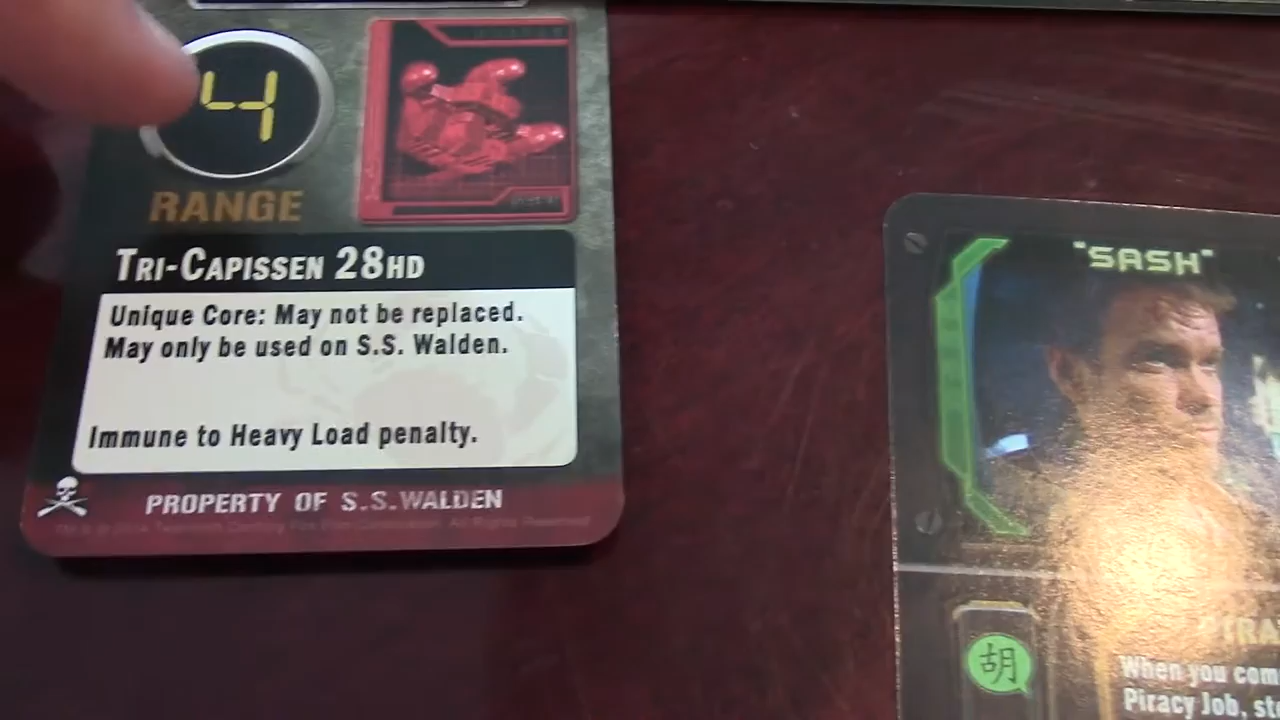 4
RANGE
TRI-CAPISSEN 28HD
Unique Core: May not be replaced.
May only be used on S.S. Walden.
Immune to Heavy Load penalty.
PROPERTY OF S.S.WALDEN
"SASH"
胡
When you com
Piracy Job, st